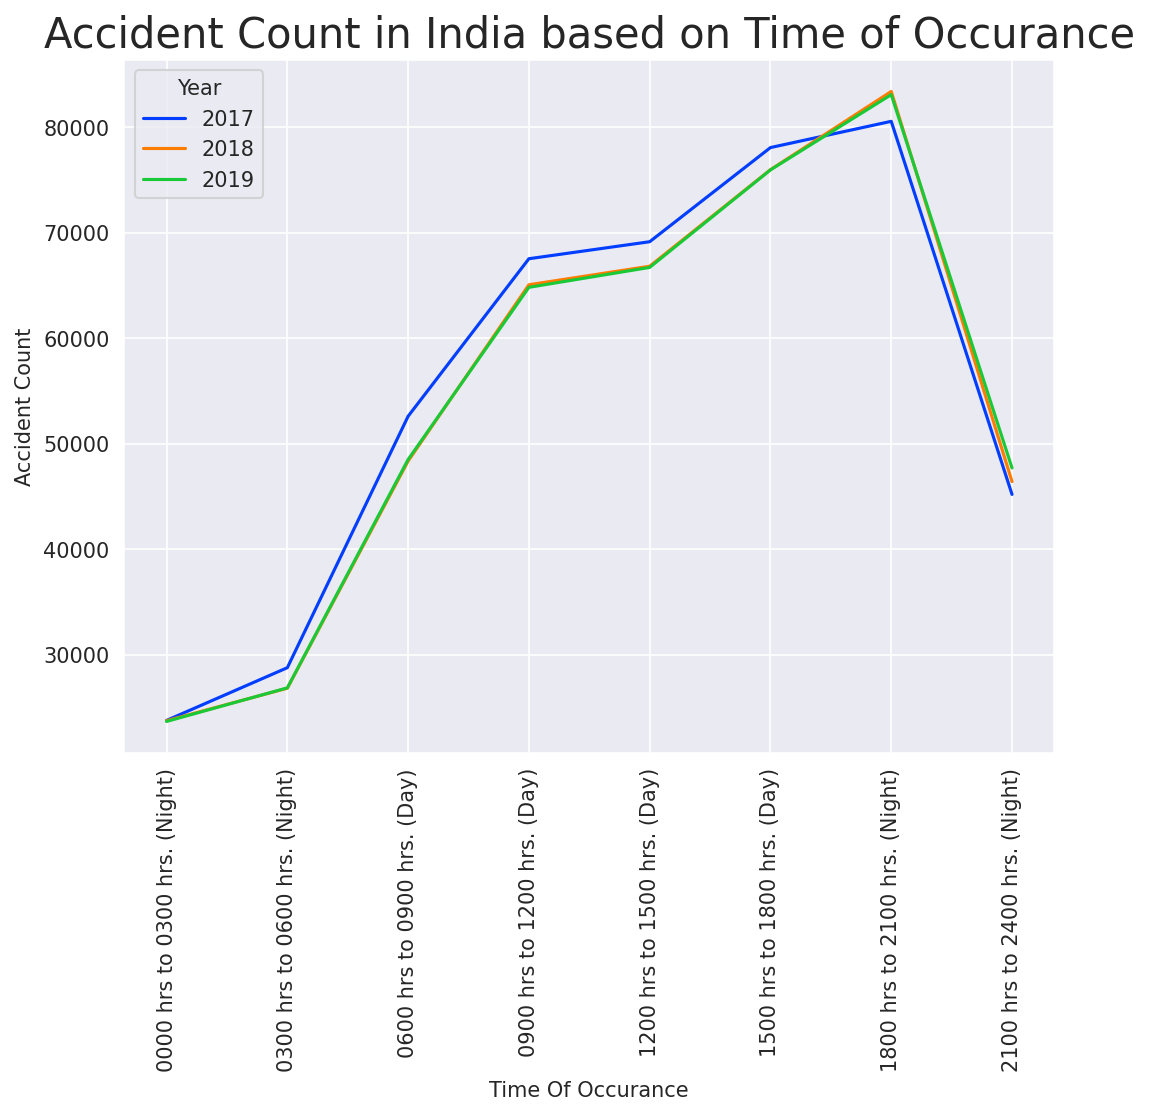 Accident Count in India based on Time of Occurance
Year
2017
2018
2019
80000
70000
60000
50000
40000
30000
Accident Count
0000 hrs to 0300 hrs. (Night)
0300 hrs to 0600 hrs. (Night)
0600 hrs to 0900 hrs. (Day)
0900 hrs to 1200 hrs. (Day)
1200 hrs to 1500 hrs. (Day)
1500 hrs to 1800 hrs. (Day)
1800 hrs to 2100 hrs. (Night)
2100 hrs to 2400 hrs. (Night)
Time Of Occurance